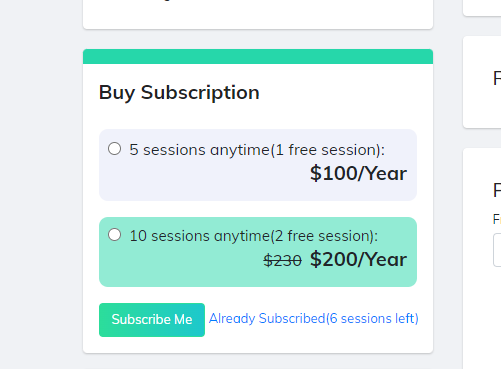 Buy Subscription
5 sessions anytime(1 free session):
$100/Year
10 sessions anytime(2 free session):
$230 $200/Year
Subscribe Me Already Subscribed(6 sessions left)